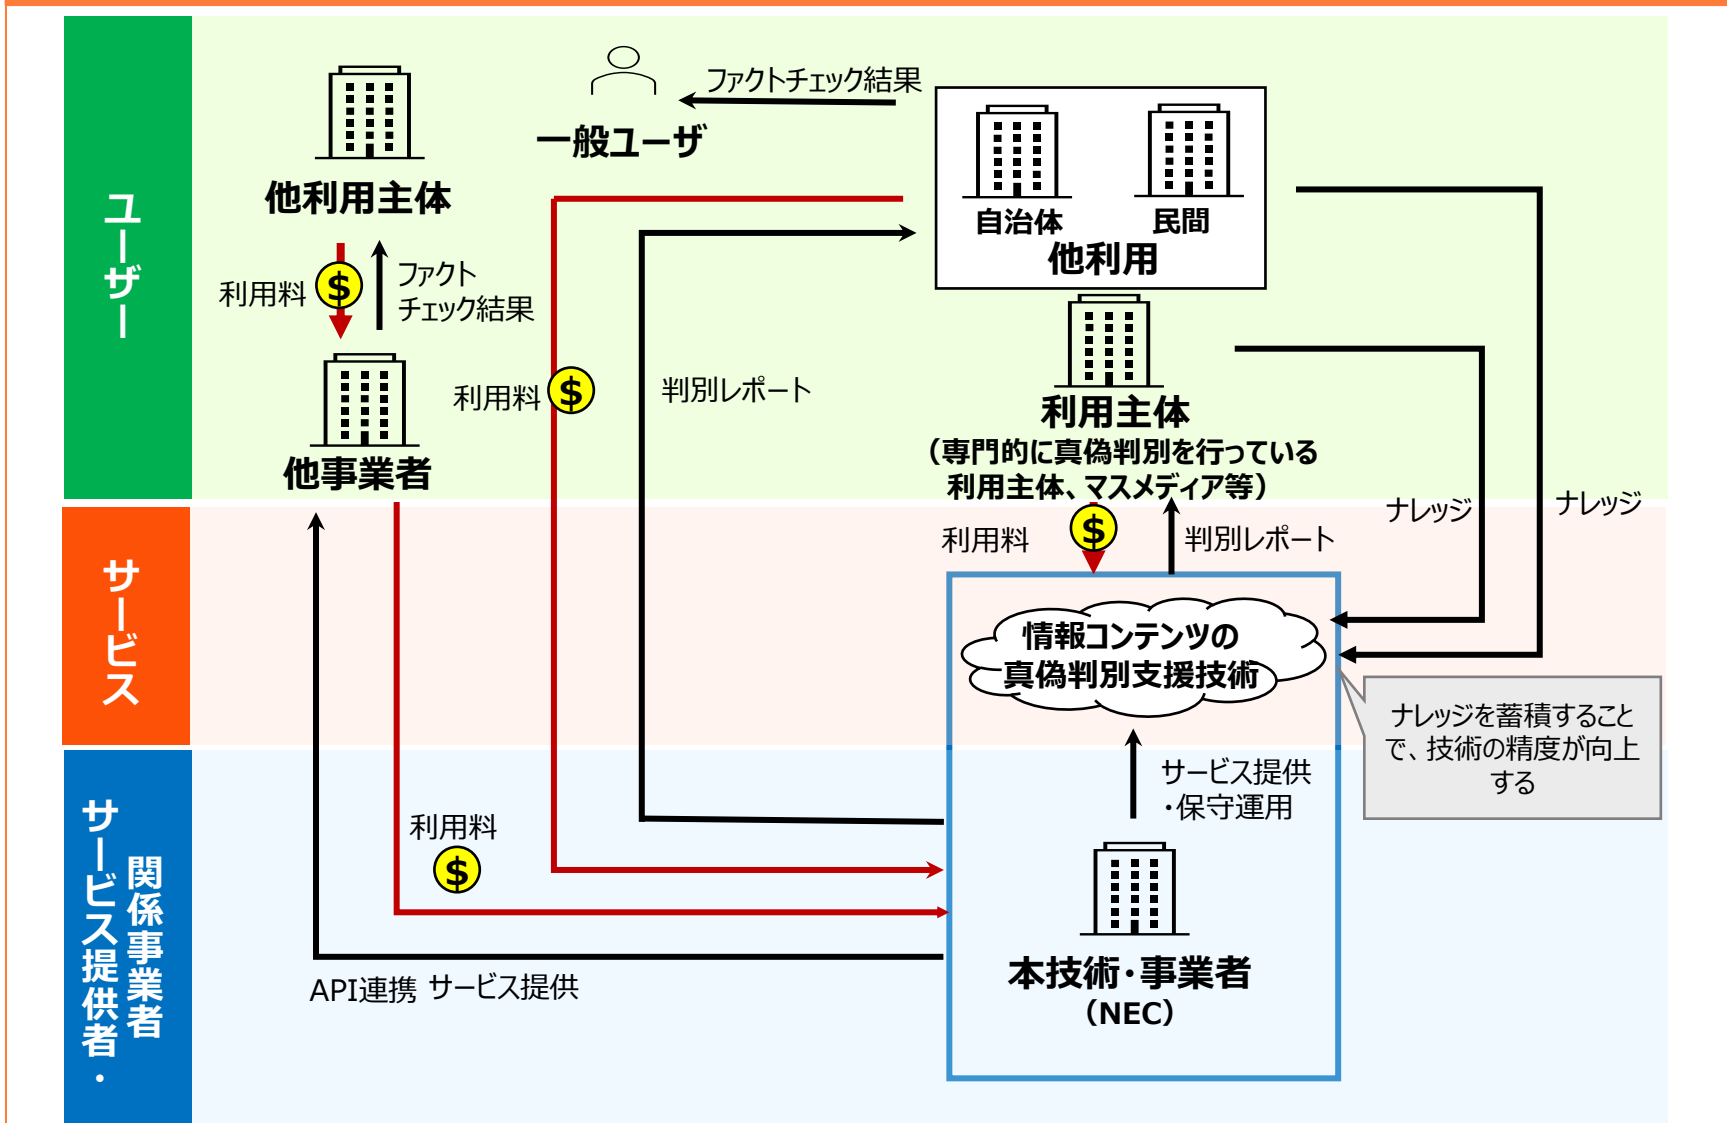 ユーザー
他利用主体
一般ユーザ
ファクトチェック結果
自治体
民間
他利用
利用料
$
ファクト
チェック結果
他事業者
利用料
$
判別レポート
利用主体
（専門的に真偽判別を行っている
利用主体、マスメディア等）
サービス
利用料
$
判別レポート
ナレッジ
ナレッジ
情報コンテンツの
真偽判別支援技術
ナレッジを蓄積すること
で、技術の精度が向上
する
サービス提供
・保守運用
関係事業者
サービス提供者・
利用料
$
本技術・事業者
（NEC）
API連携 サービス提供